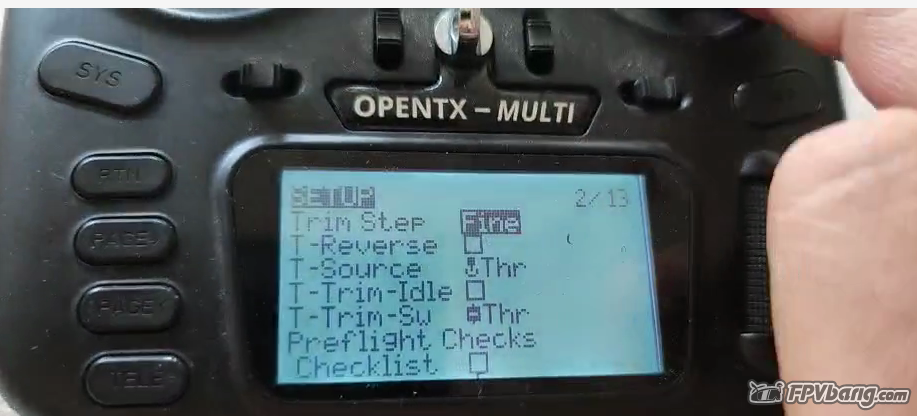 SYS
OPENTX – MULTI
RTN
PAGE
PAGE
TELE
SETUP 2/13
Trim Step Fine
T-Reverse
T-Source Thr
T-Trim-Idle
T-Trim-Sw Thr
Preflight Checks
Checklist
FPVbang.com